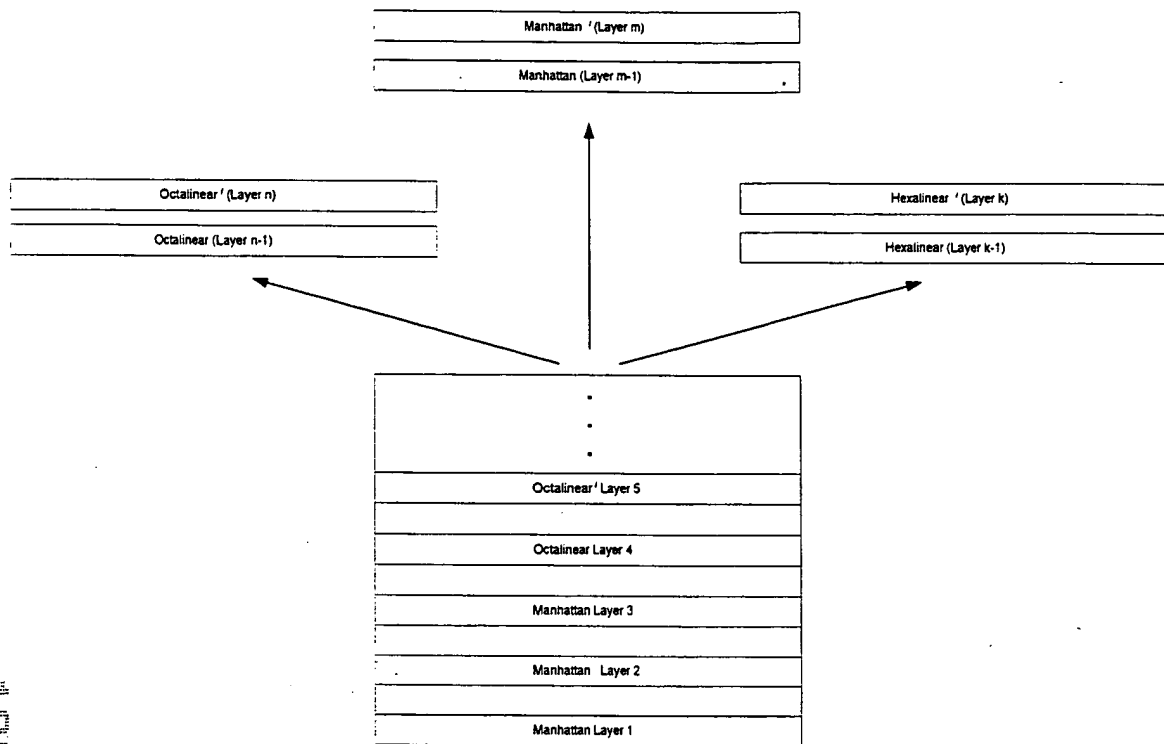 Manhattan ′ (Layer m)
Manhattan (Layer m-1)
Octalinear ′ (Layer n)
Octalinear (Layer n-1)
Hexalinear ′ (Layer k)
Hexalinear (Layer k-1)
Octalinear ′ Layer 5
Octalinear Layer 4
Manhattan Layer 3
Manhattan Layer 2
Manhattan Layer 1